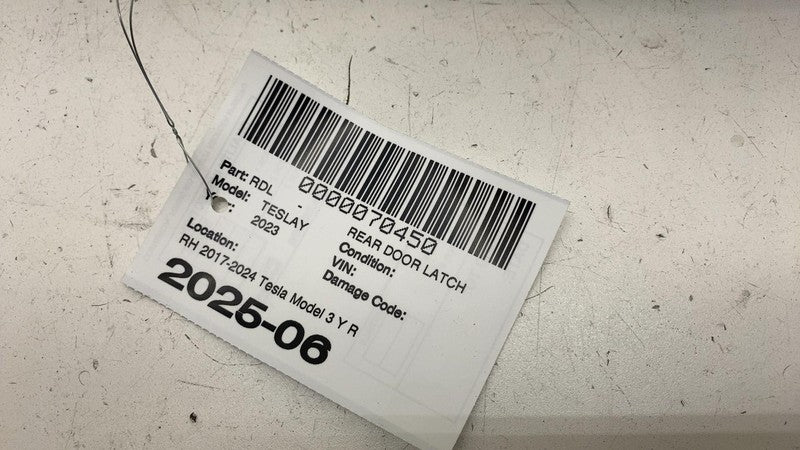 0000070450
Part: RDL - REAR DOOR LATCH
Model: TESLAY Condition:
2023 VIN:
Location: Damage Code:
RH 2017-2024 Tesla Model 3 Y R
2025-06